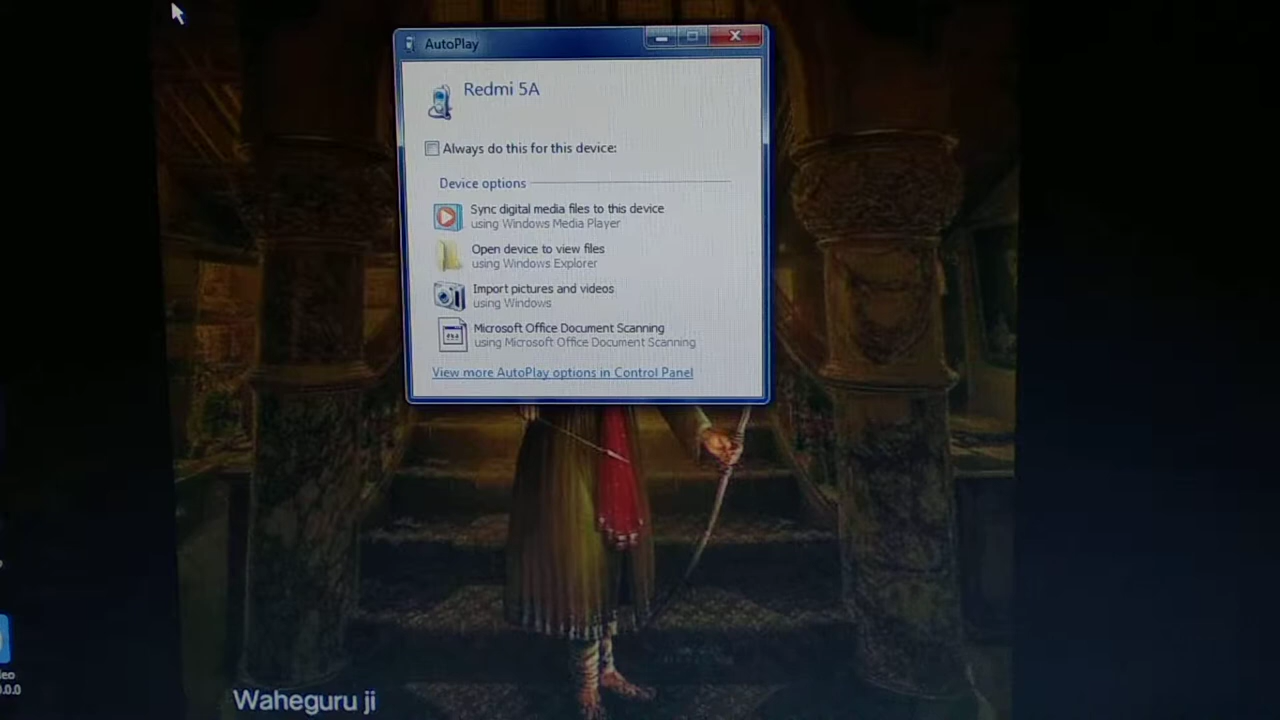 AutoPlay
Redmi 5A
Always do this for this device:
Device options
Sync digital media files to this device
using Windows Media Player
Open device to view files
using Windows Explorer
Import pictures and videos
using Windows
Microsoft Office Document Scanning
using Microsoft Office Document Scanning
View more AutoPlay options in Control Panel
Waheguru ji